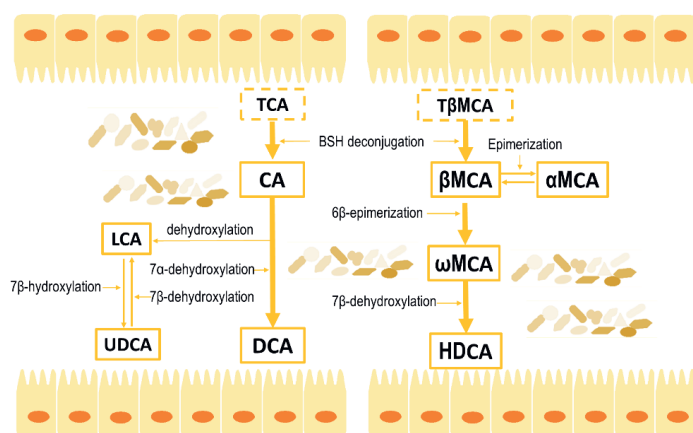 TCA
TβMCA
BSH deconjugation
Epimerization
CA
βMCA
αMCA
6β-epimerization
dehydroxylation
LCA
ωMCA
7α-dehydroxylation
7β-hydroxylation
7β-dehydroxylation
7β-dehydroxylation
UDCA
DCA
HDCA